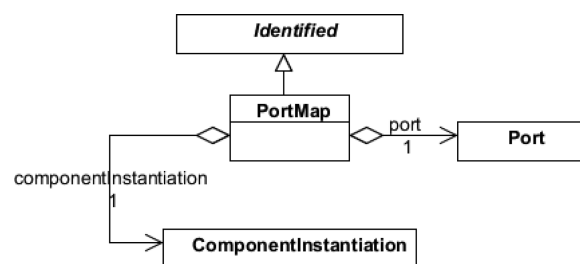 Identified
PortMap
port
1
Port
componentInstantiation
1
ComponentInstantiation